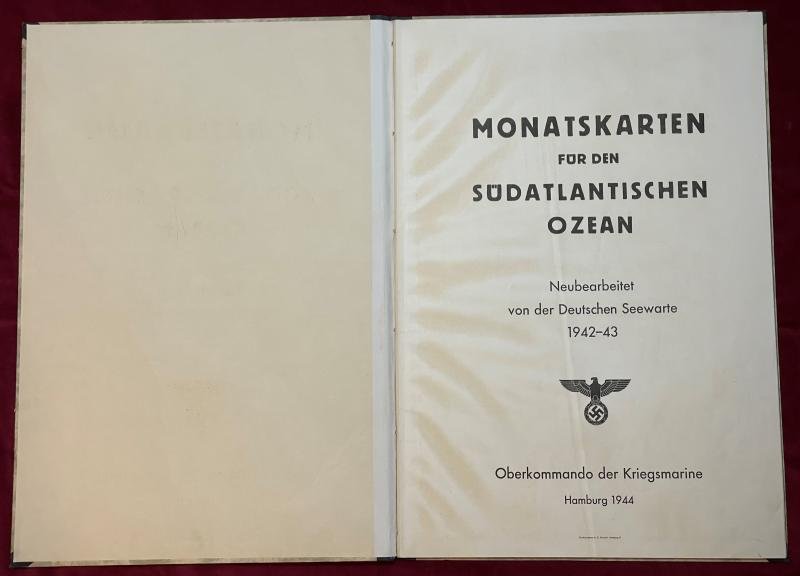 MONATSKARTEN
FÜR DEN
SÜDATLANTISCHEN
OZEAN
Neubearbeitet
von der Deutschen Seewarte
1942-43
Oberkommando der Kriegsmarine
Hamburg 1944